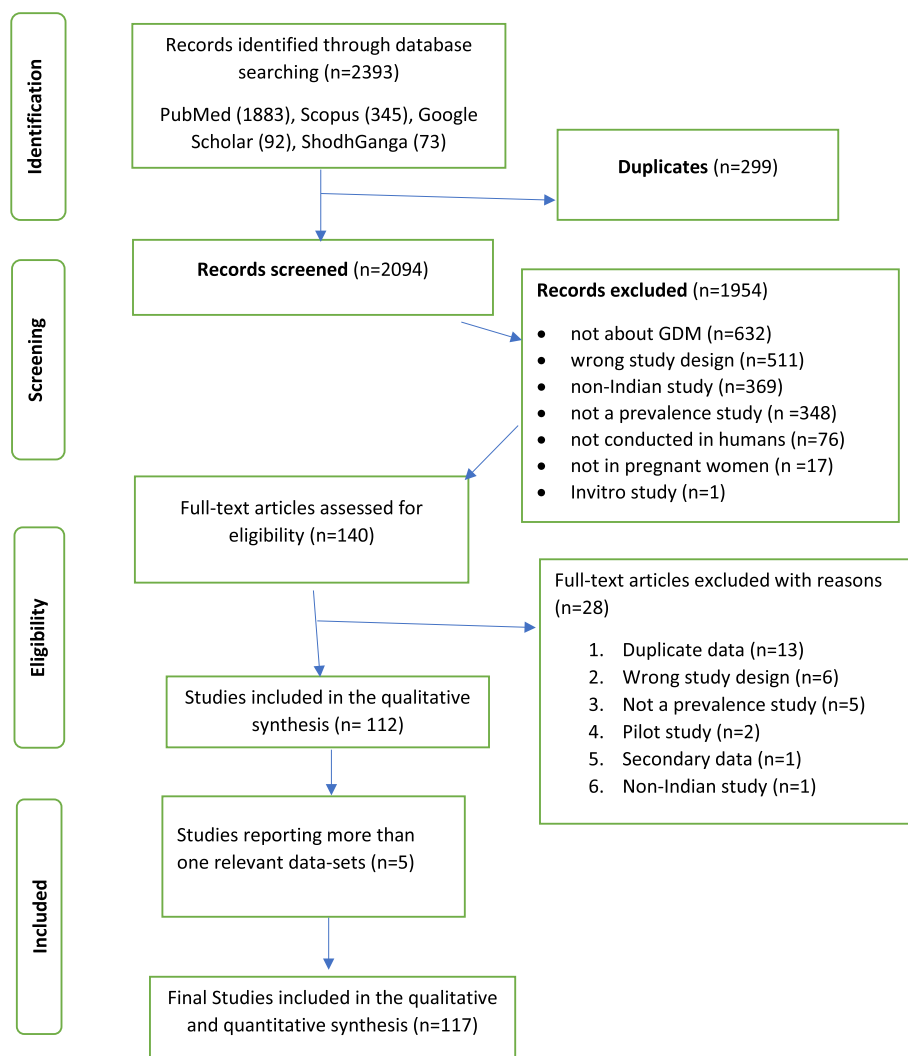 Identification
Records identified through database
searching (n=2393)
PubMed (1883), Scopus (345), Google
Scholar (92), ShodhGanga (73)
Duplicates (n=299)
Screening
Records screened (n=2094)
Records excluded (n=1954)
• not about GDM (n=632)
• wrong study design (n=511)
• non-Indian study (n=369)
• not a prevalence study (n =348)
• not conducted in humans (n=76)
• not in pregnant women (n =17)
• Invitro study (n=1)
Full-text articles assessed for
eligibility (n=140)
Eligibility
Full-text articles excluded with reasons
(n=28)
1. Duplicate data (n=13)
2. Wrong study design (n=6)
3. Not a prevalence study (n=5)
4. Pilot study (n=2)
5. Secondary data (n=1)
6. Non-Indian study (n=1)
Studies included in the qualitative
synthesis (n= 112)
Included
Studies reporting more than
one relevant data-sets (n=5)
Final Studies included in the qualitative
and quantitative synthesis (n=117)